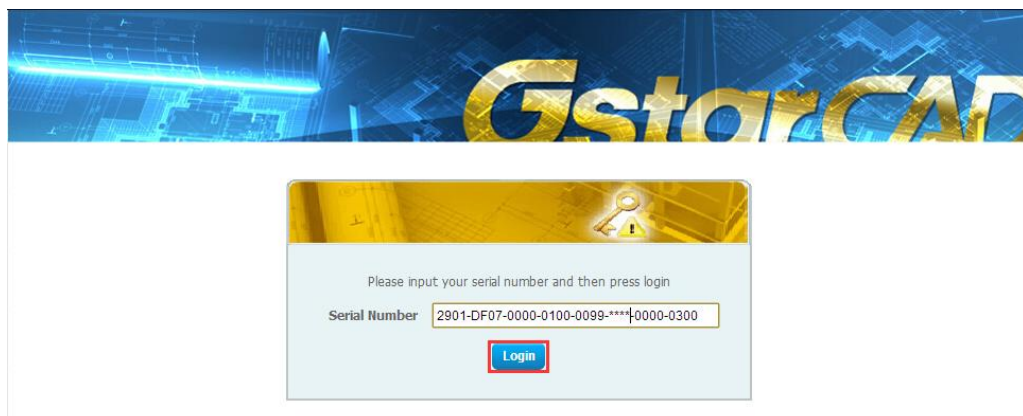 GstarCAD
Please input your serial number and then press login
Serial Number 2901-DF07-0000-0100-0099-****-0000-0300
Login